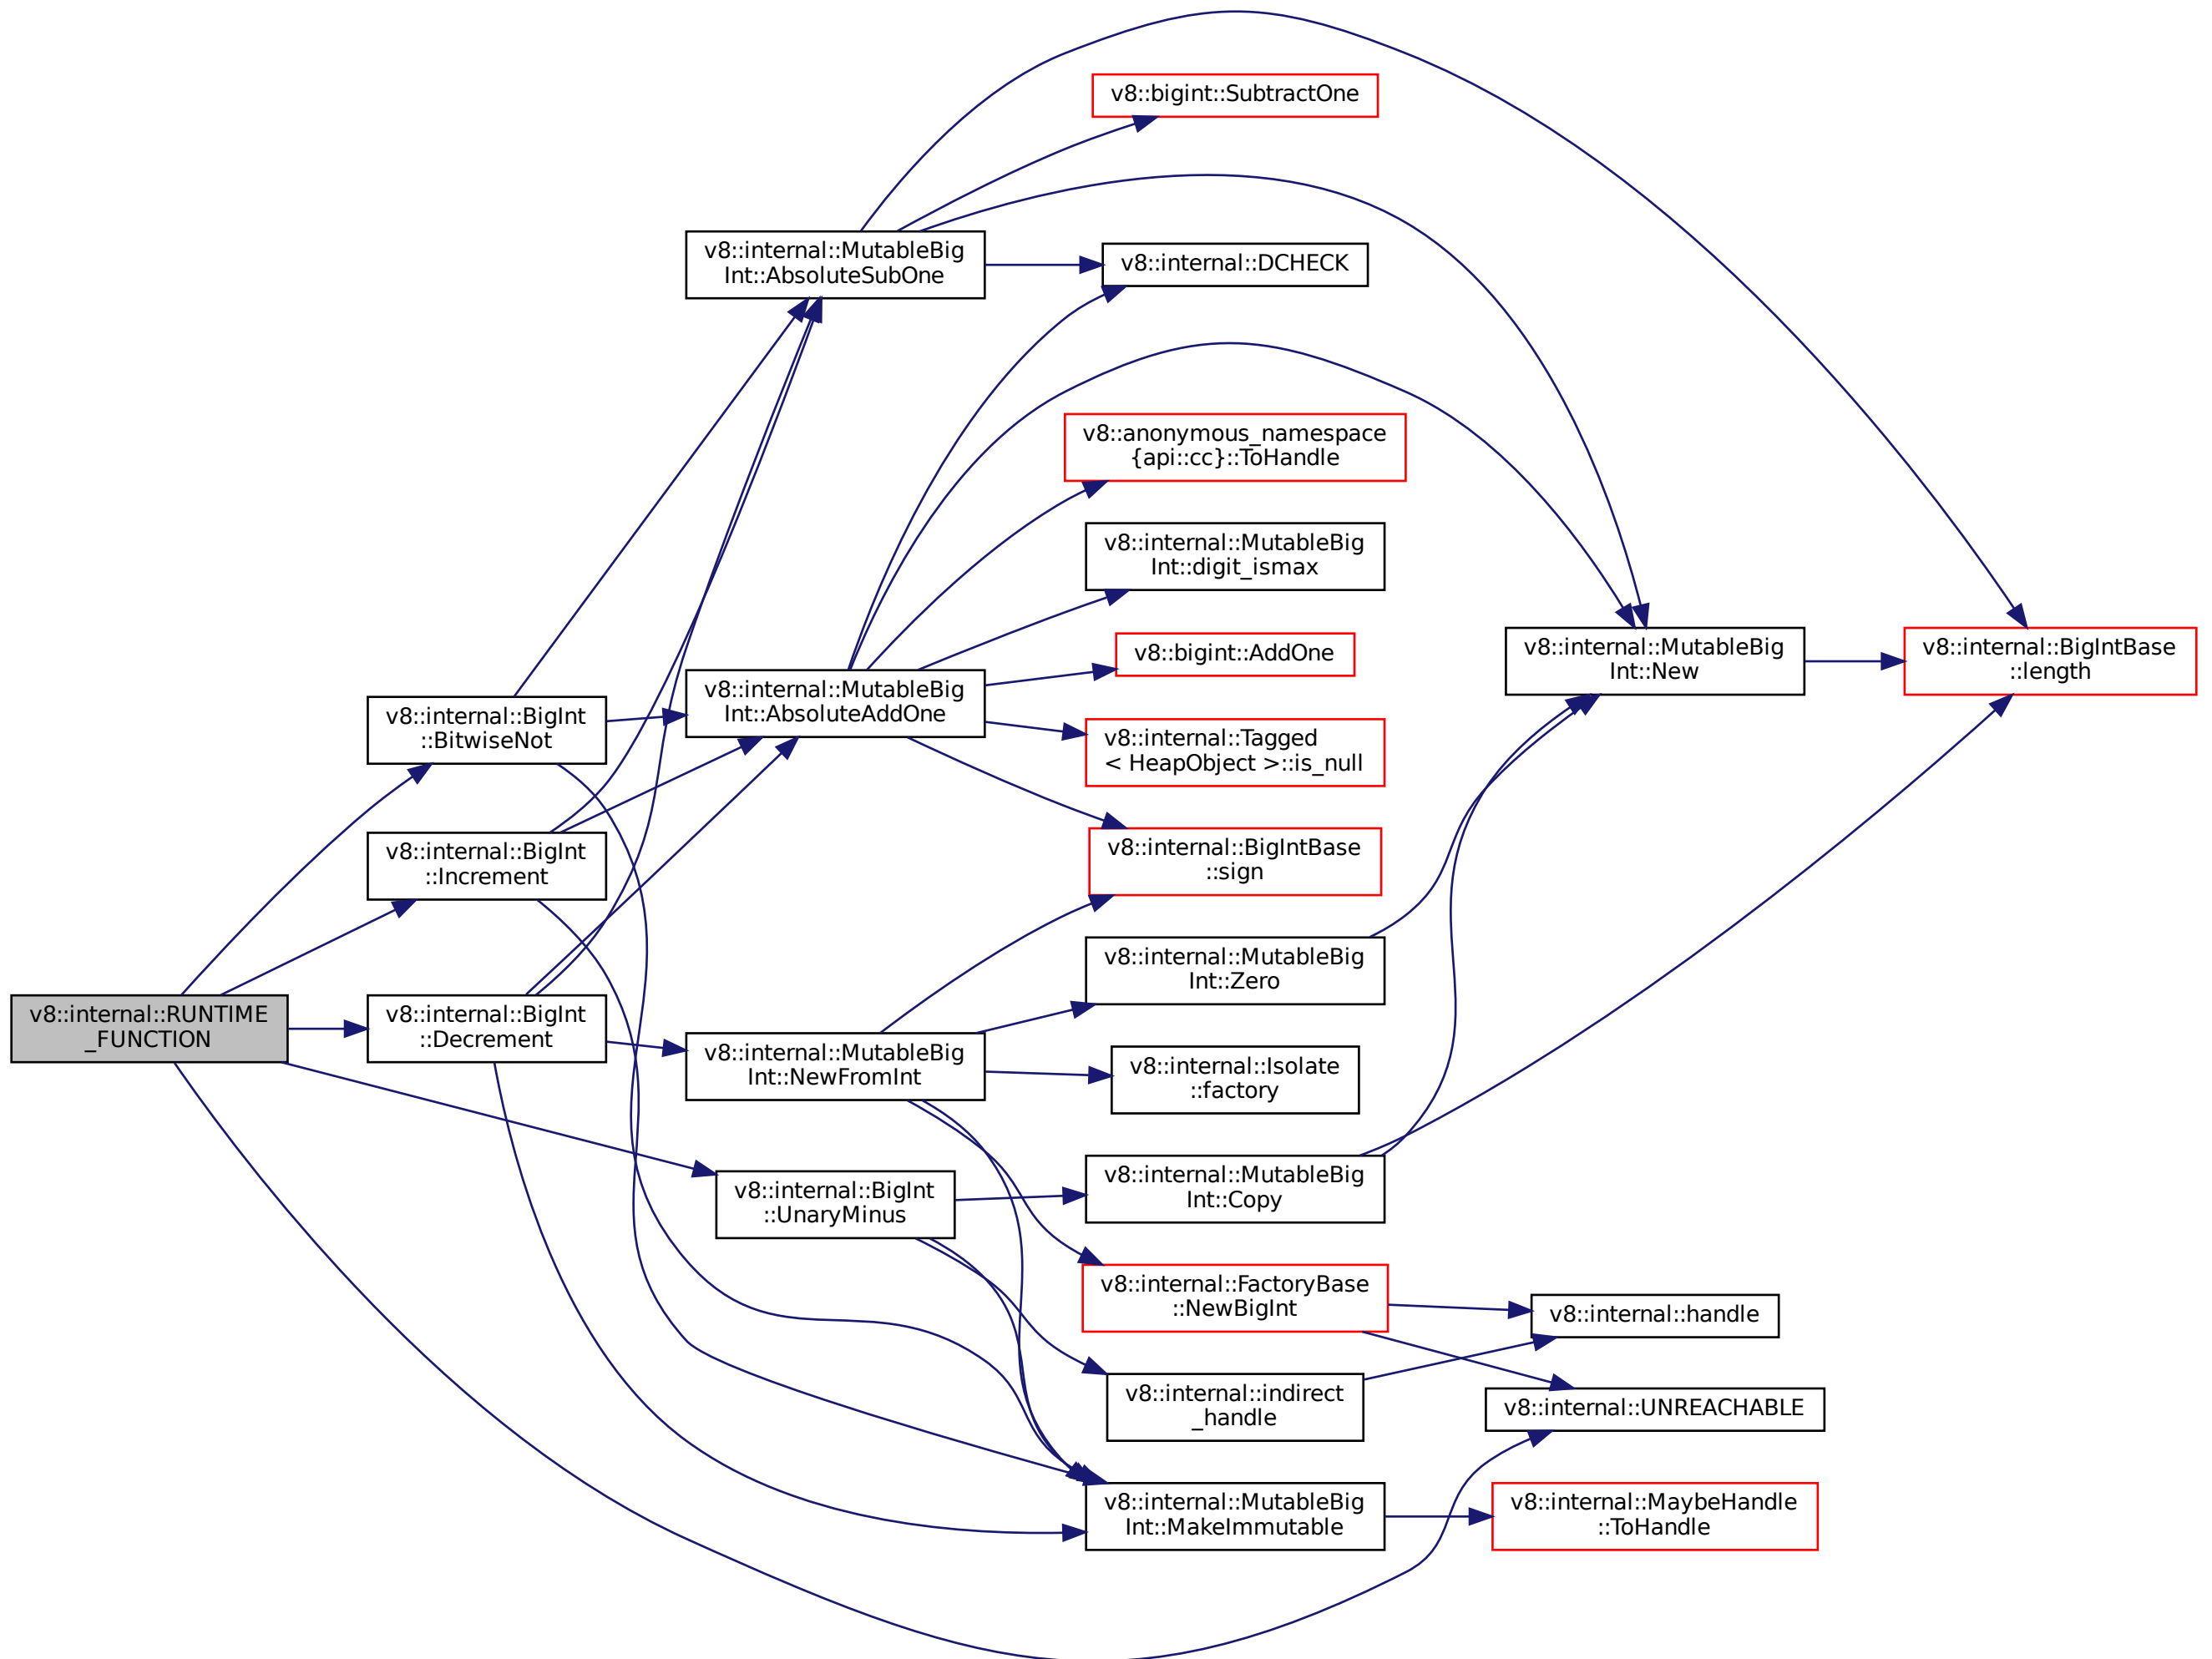 v8::internal::RUNTIME
_FUNCTION
v8::internal::BigInt
::BitwiseNot
v8::internal::BigInt
::Increment
v8::internal::BigInt
::Decrement
v8::internal::BigInt
::UnaryMinus
v8::internal::MutableBig
Int::AbsoluteSubOne
v8::internal::MutableBig
Int::AbsoluteAddOne
v8::internal::MutableBig
Int::NewFromInt
v8::bigint::SubtractOne
v8::internal::DCHECK
v8::anonymous_namespace
{api::cc}::ToHandle
v8::internal::MutableBig
Int::digit_ismax
v8::bigint::AddOne
v8::internal::Tagged
< HeapObject >::is_null
v8::internal::BigIntBase
::sign
v8::internal::MutableBig
Int::Zero
v8::internal::Isolate
::factory
v8::internal::MutableBig
Int::Copy
v8::internal::FactoryBase
::NewBigInt
v8::internal::indirect
_handle
v8::internal::MutableBig
Int::MakeImmutable
v8::internal::MutableBig
Int::New
v8::internal::BigIntBase
::length
v8::internal::handle
v8::internal::UNREACHABLE
v8::internal::MaybeHandle
::ToHandle